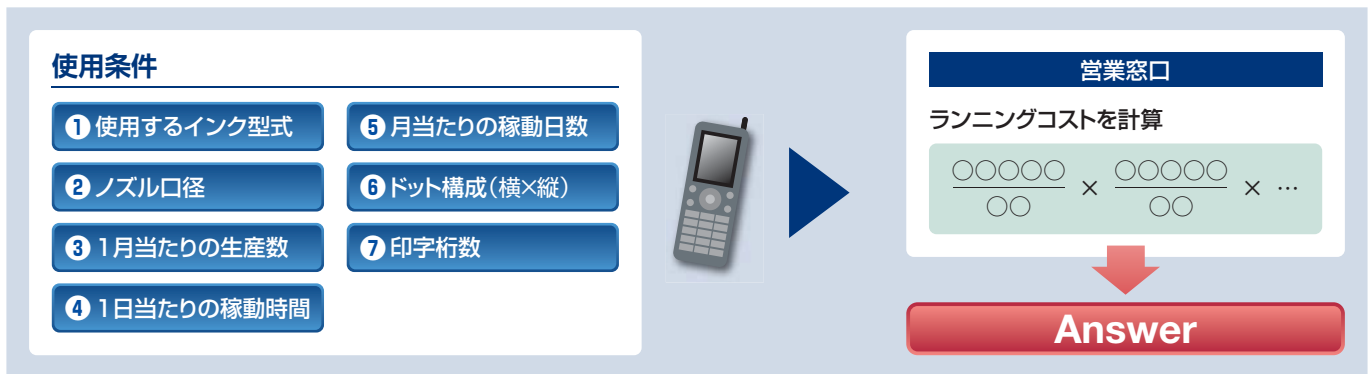 使用条件
❶使用するインク型式
❷ノズル口径
❸1月当たりの生産数
❹1日当たりの稼動時間
❺月当たりの稼動日数
❻ドット構成(横×縦)
❼印字桁数
営業窓口
ランニングコストを計算
○○○○○ × ○○○○○ × …
○○ ○○
Answer